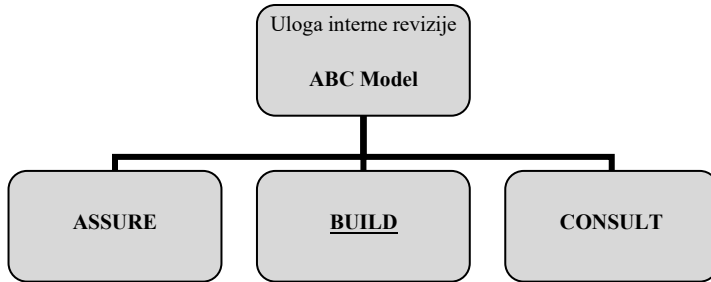 Uloga interne revizije
ABC Model
ASSURE
BUILD
CONSULT